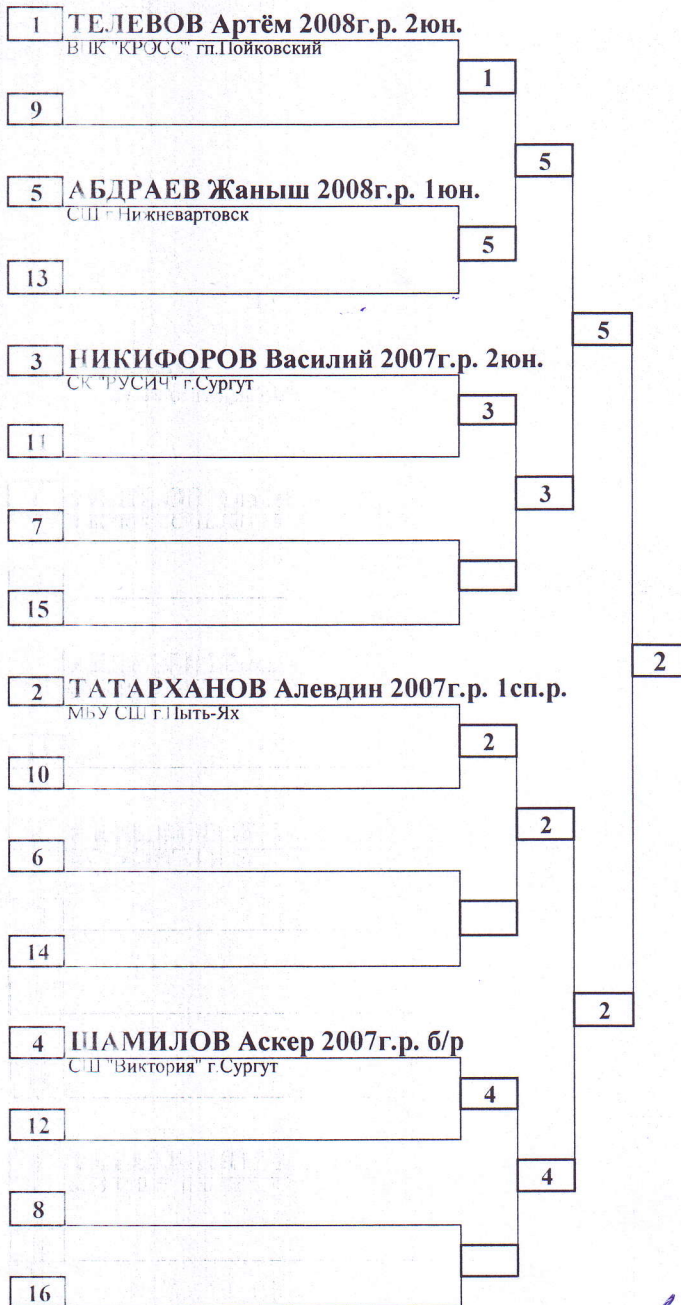 1 ТЕЛЕВОВ Артём 2008г.р. 2юн.
ВПК "КРОСС" гп.Пойковский
1
9
5
5 АБДРАЕВ Жаныш 2008г.р. 1юн.
СШ г Нижневартовск
5
13
5
3 НИКИФОРОВ Василий 2007г.р. 2юн.
СК "РУСИЧ" г.Сургут
3
11
3
7
15
2
2 ТАТАРХАНОВ Алевдин 2007г.р. 1сп.р.
МБУ СШ г.Пыть-Ях
2
10
2
6
14
2
4 ШАМИЛОВ Аскер 2007г.р. б/р
СШ "Виктория" г.Сургут
4
12
4
8
16